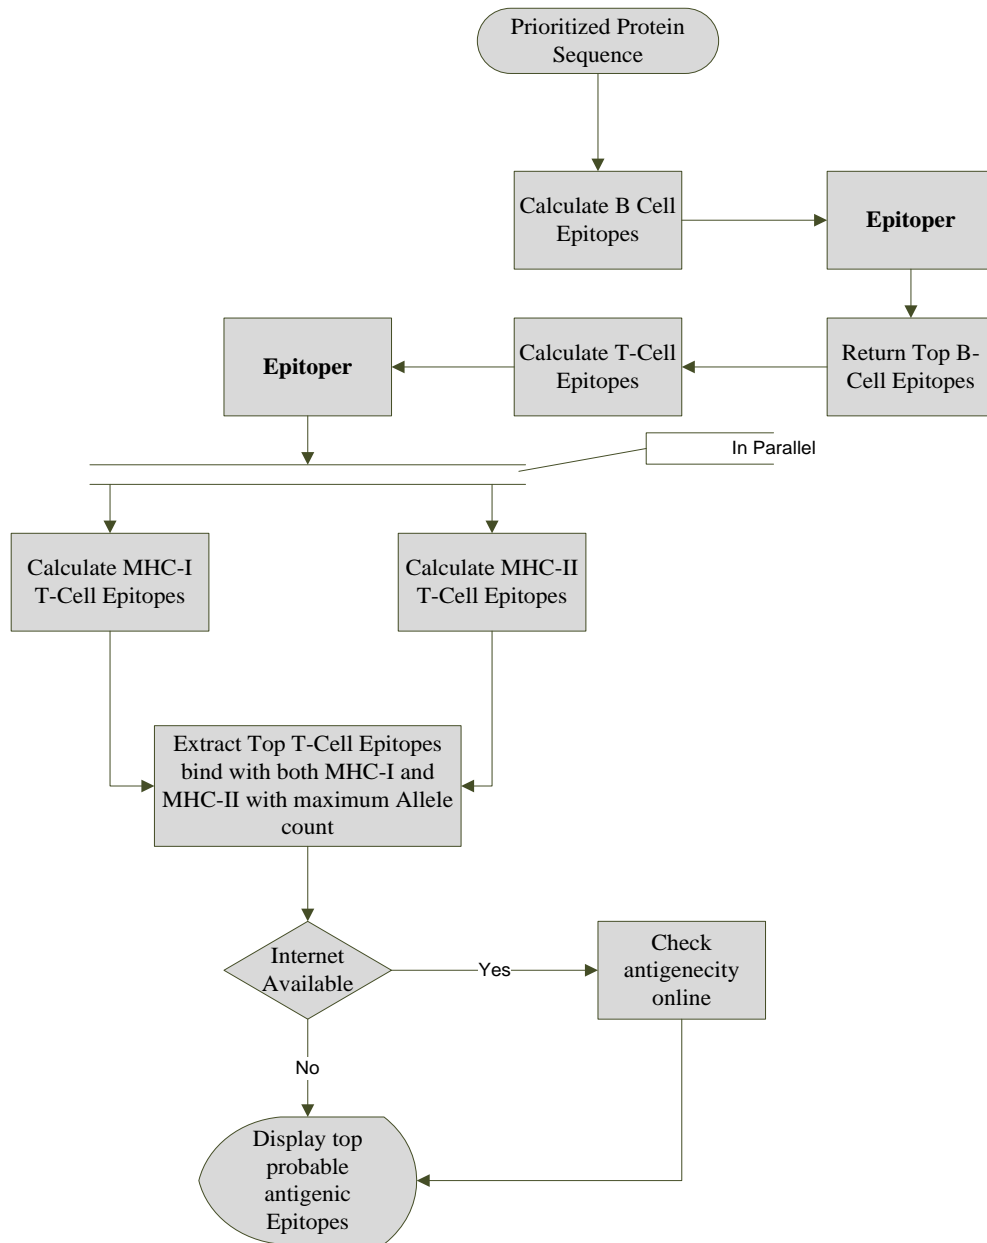 Prioritized Protein
Sequence
Calculate B Cell
Epitopes
Epitoper
Epitoper
Calculate T-Cell
Epitopes
Return Top B-
Cell Epitopes
In Parallel
Calculate MHC-I
T-Cell Epitopes
Calculate MHC-II
T-Cell Epitopes
Extract Top T-Cell Epitopes
bind with both MHC-I and
MHC-II with maximum Allele
count
Internet
Available
Yes
Check
antigenecity
online
No
Display top
probable
antigenic
Epitopes